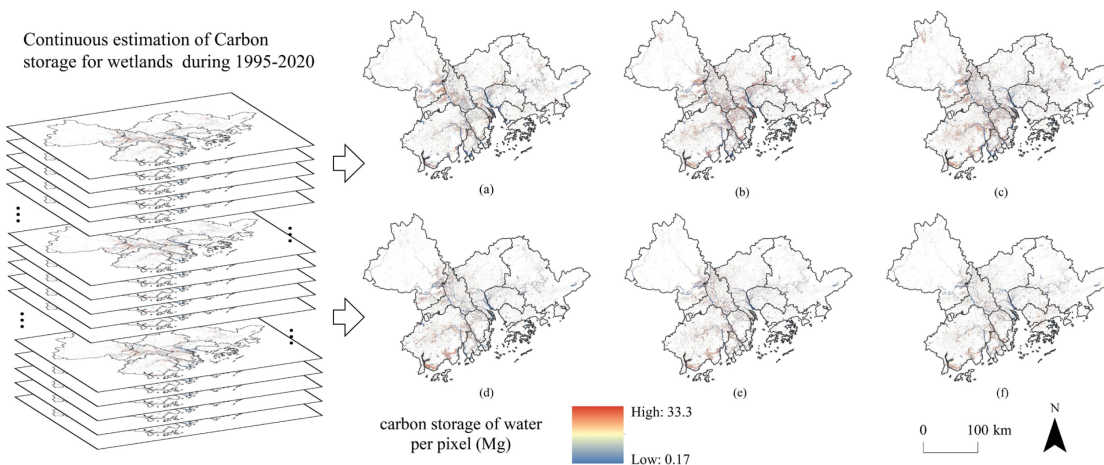 Continuous estimation of Carbon
storage for wetlands during 1995-2020
(a)
(b)
(c)
(d)
(e)
(f)
carbon storage of water
per pixel (Mg)
High: 33.3
Low: 0.17
0 100 km
N